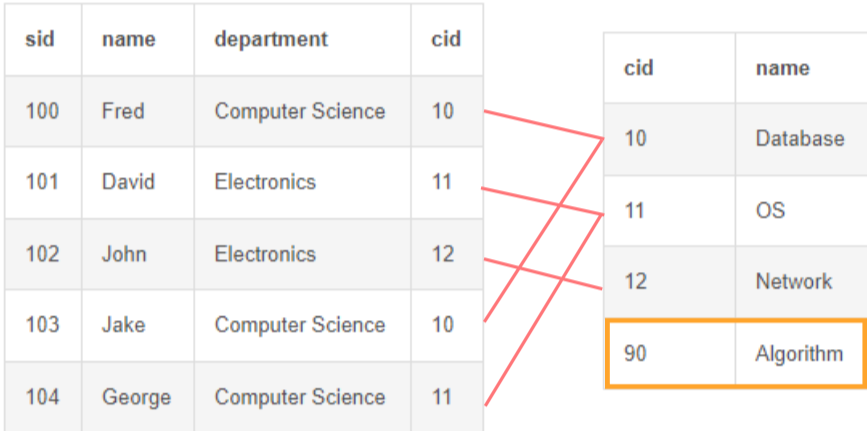 sid name department cid
100 Fred Computer Science 10
101 David Electronics 11
102 John Electronics 12
103 Jake Computer Science 10
104 George Computer Science 11
cid name
10 Database
11 OS
12 Network
90 Algorithm